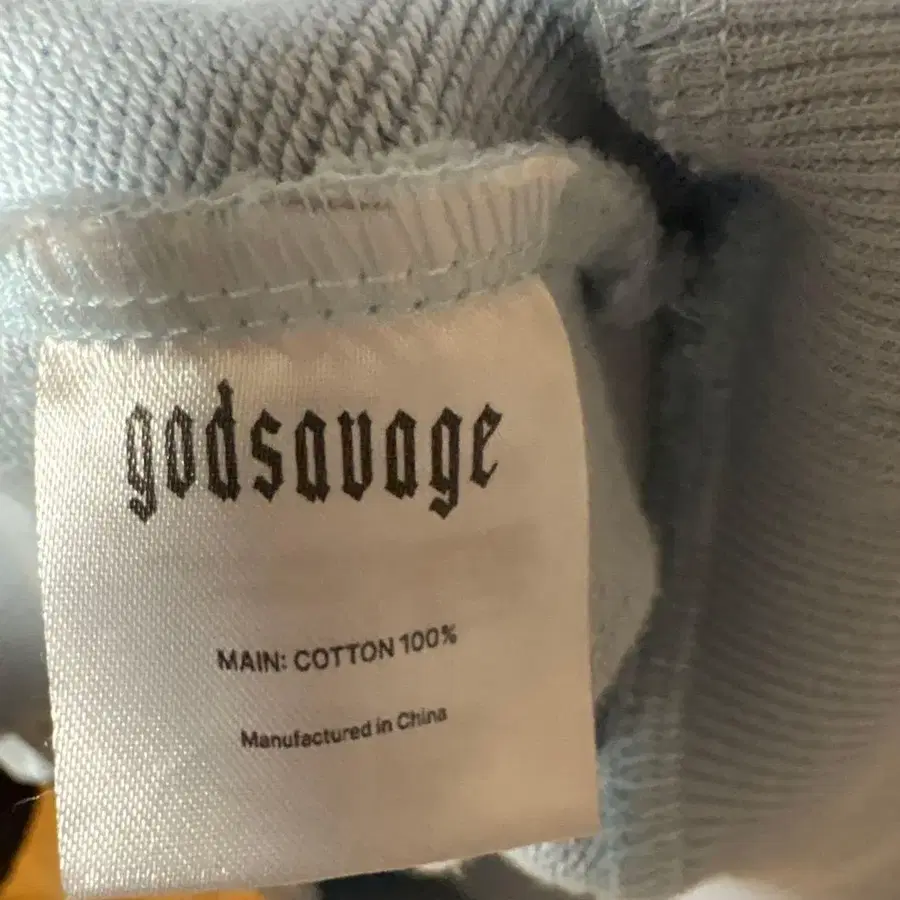 godsavage
MAIN: COTTON 100%
Manufactured in China